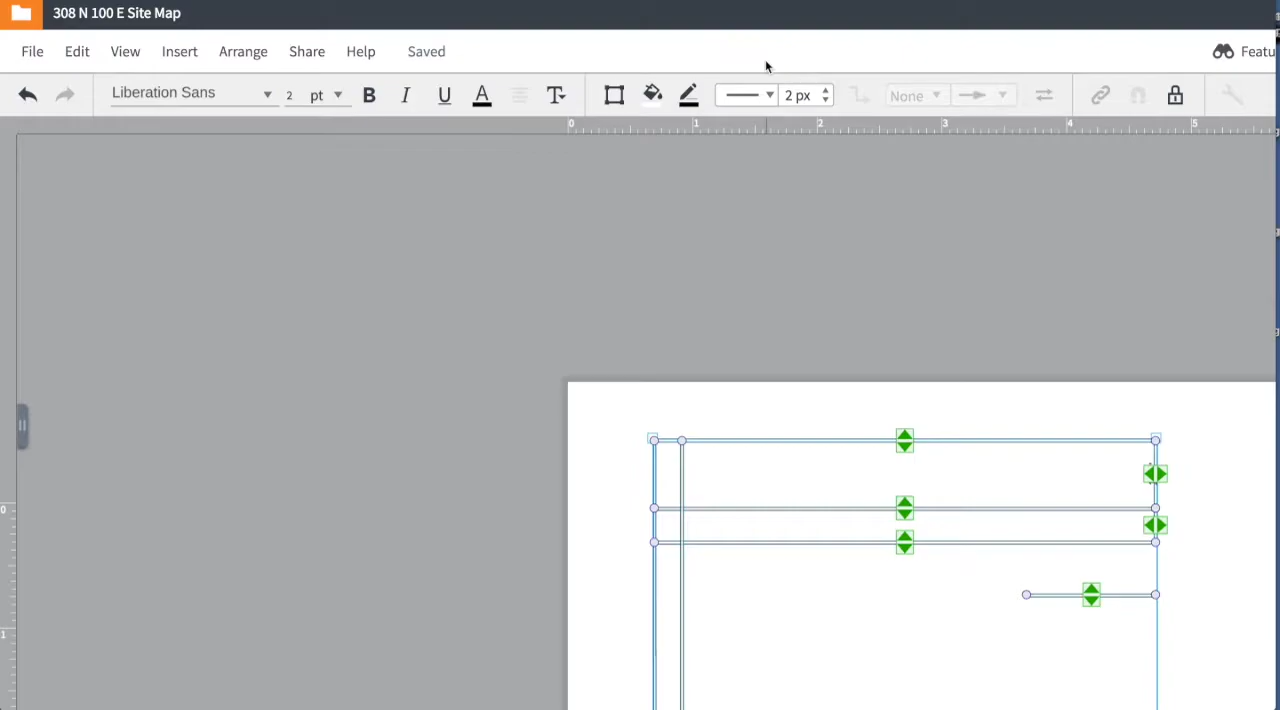 308 N 100 E Site Map
File Edit View Insert Arrange Share Help Saved Featu
Liberation Sans 2 pt B I U A T 2 px None
0 1 2 3 4 5
0
1